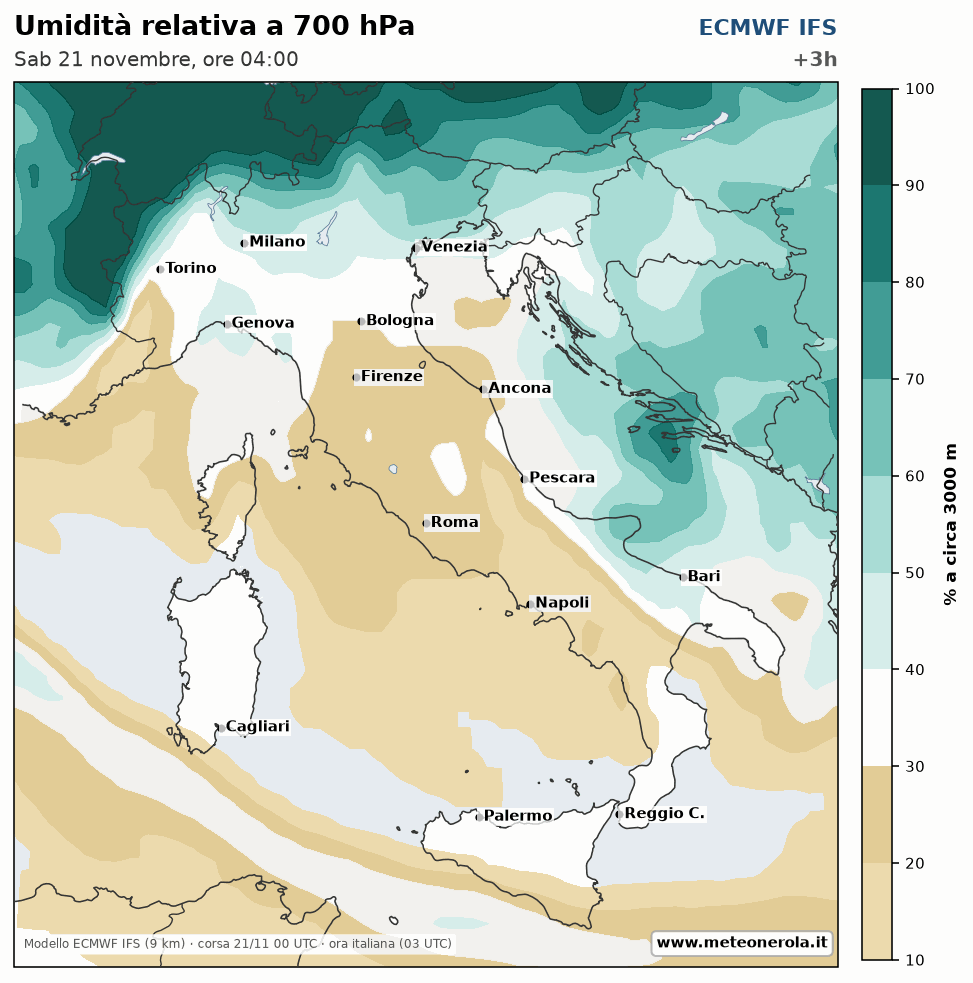 Umidità relativa a 700 hPa
ECMWF IFS
Sab 21 novembre, ore 04:00
+3h
100
90
80
70
60
50
40
30
20
10
% a circa 3000 m
Milano
Venezia
Torino
Genova
Bologna
Firenze
Ancona
Pescara
Roma
Bari
Napoli
Cagliari
Palermo
Reggio C.
Modello ECMWF IFS (9 km) · corsa 21/11 00 UTC · ora italiana (03 UTC)
www.meteonerola.it